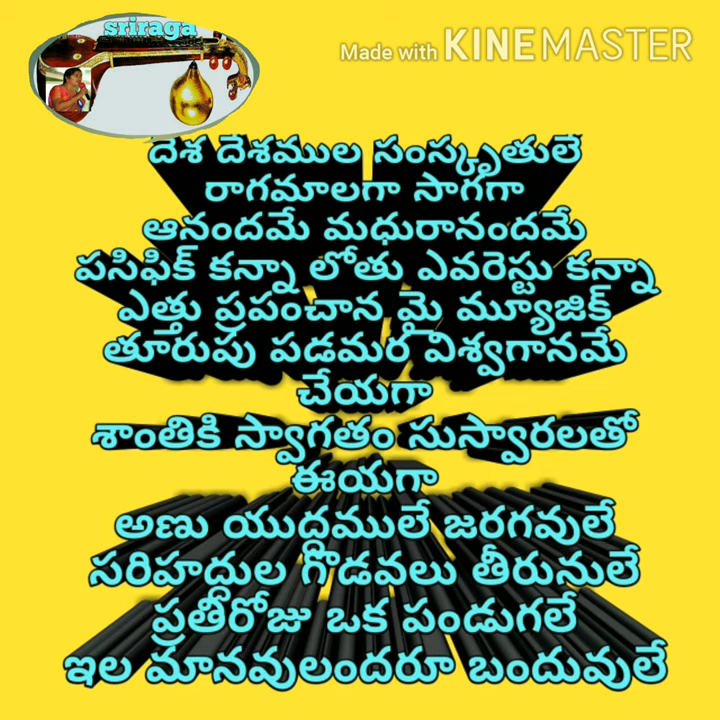 sriraga
Made with KINEMASTER
దేశ దేశముల సంస్కృతులే
రాగమాలగా సాగగా
ఆనందమే మధురానందమే
పసిఫిక్ కన్నా లోతు ఎవరెస్టు కన్నా
ఎత్తు ప్రపంచాన మై మ్యూజిక్
తూరుపు పడమర విశ్వగానమే
చేయగా
శాంతికి స్వాగతం సుస్వారలతో
ఈయగా
అణు యుద్ధములే జరగవులే
సరిహద్దుల గొడవలు తీరునులే
ప్రతిరోజు ఒక పండుగలే
ఇల మానవులందరూ బందువులే